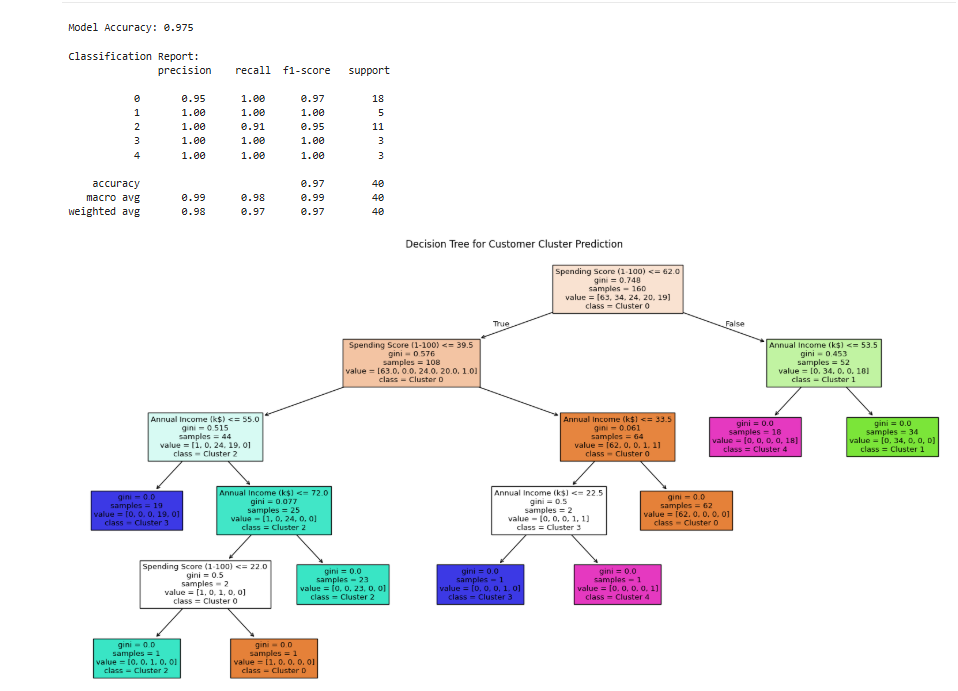 Model Accuracy: 0.975
Classification Report:
precision recall f1-score support
0 0.95 1.00 0.97 18
1 1.00 1.00 1.00 5
2 1.00 0.91 0.95 11
3 1.00 1.00 1.00 3
4 1.00 1.00 1.00 3
accuracy 0.97 40
macro avg 0.99 0.98 0.99 40
weighted avg 0.98 0.97 0.97 40
Decision Tree for Customer Cluster Prediction
Spending Score (1-100) <= 62.0
gini = 0.748
samples = 160
value = [63, 34, 24, 20, 19]
class = Cluster 0
True
False
Spending Score (1-100) <= 39.5
gini = 0.576
samples = 108
value = [63.0, 0.0, 24.0, 20.0, 1.0]
class = Cluster 0
Annual Income (k$) <= 53.5
gini = 0.453
samples = 52
value = [0, 34, 0, 0, 18]
class = Cluster 1
Annual Income (k$) <= 55.0
gini = 0.515
samples = 44
value = [1, 0, 24, 19, 0]
class = Cluster 2
Annual Income (k$) <= 33.5
gini = 0.061
samples = 64
value = [62, 0, 0, 1, 1]
class = Cluster 0
gini = 0.0
samples = 18
value = [0, 0, 0, 0, 18]
class = Cluster 4
gini = 0.0
samples = 34
value = [0, 34, 0, 0, 0]
class = Cluster 1
gini = 0.0
samples = 19
value = [0, 0, 0, 19, 0]
class = Cluster 3
Annual Income (k$) <= 72.0
gini = 0.077
samples = 25
value = [1, 0, 24, 0, 0]
class = Cluster 2
Annual Income (k$) <= 22.5
gini = 0.5
samples = 2
value = [0, 0, 0, 1, 1]
class = Cluster 3
gini = 0.0
samples = 62
value = [62, 0, 0, 0, 0]
class = Cluster 0
Spending Score (1-100) <= 22.0
gini = 0.5
samples = 2
value = [1, 0, 1, 0, 0]
class = Cluster 0
gini = 0.0
samples = 23
value = [0, 0, 23, 0, 0]
class = Cluster 2
gini = 0.0
samples = 1
value = [0, 0, 0, 1, 0]
class = Cluster 3
gini = 0.0
samples = 1
value = [0, 0, 0, 0, 1]
class = Cluster 4
gini = 0.0
samples = 1
value = [0, 0, 1, 0, 0]
class = Cluster 2
gini = 0.0
samples = 1
value = [1, 0, 0, 0, 0]
class = Cluster 0